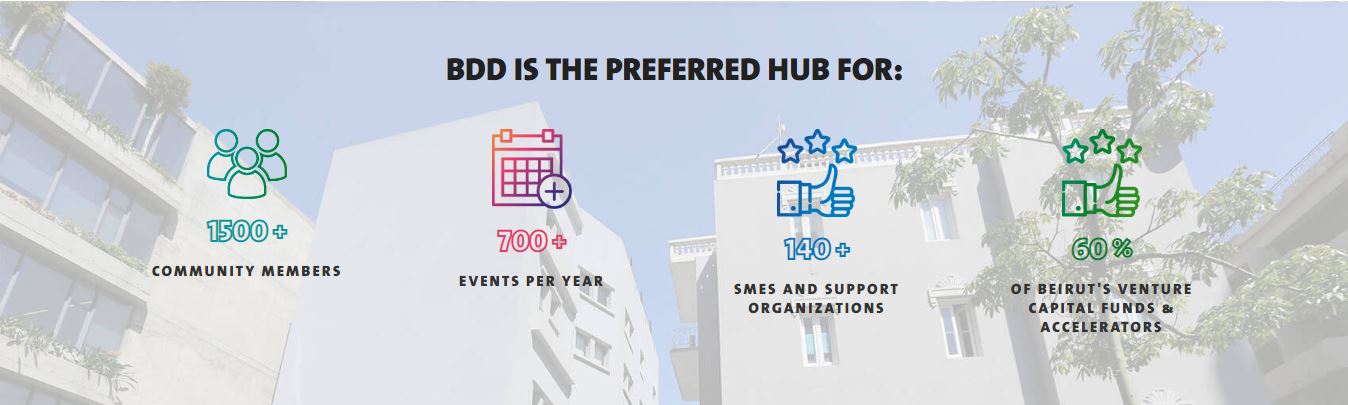 BDD IS THE PREFERRED HUB FOR:
1500+
COMMUNITY MEMBERS
700+
EVENTS PER YEAR
140+
SMES AND SUPPORT
ORGANIZATIONS
60%
OF BEIRUT'S VENTURE
CAPITAL FUNDS &
ACCELERATORS